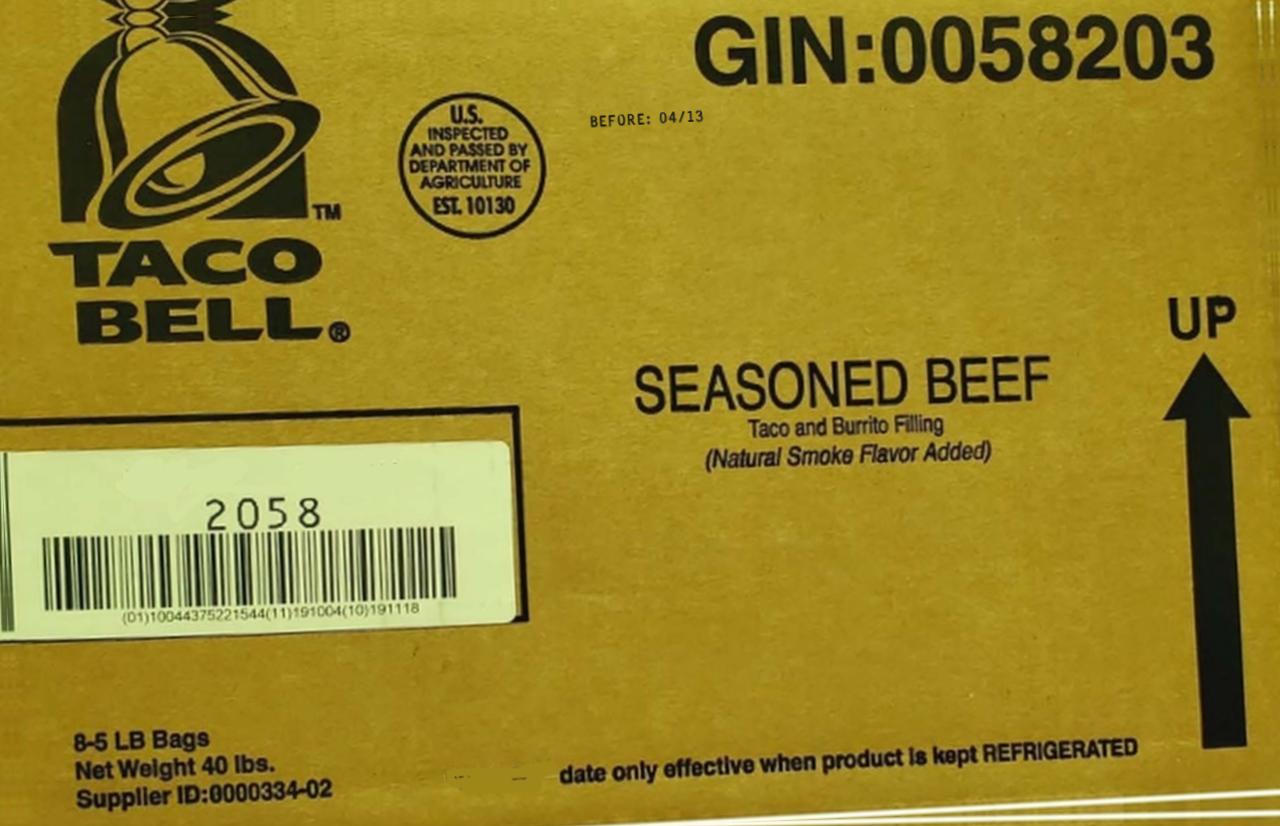 GIN:0058203
BEFORE: 04/13
U.S.
INSPECTED
AND PASSED BY
DEPARTMENT OF
AGRICULTURE
EST. 10130
TM
TACO
BELL®
UP
SEASONED BEEF
Taco and Burrito Filling
(Natural Smoke Flavor Added)
2058
(01)10044375221544(11)191004(10)191118
8-5 LB Bags
Net Weight 40 lbs.
Supplier ID:0000334-02
date only effective when product is kept REFRIGERATED